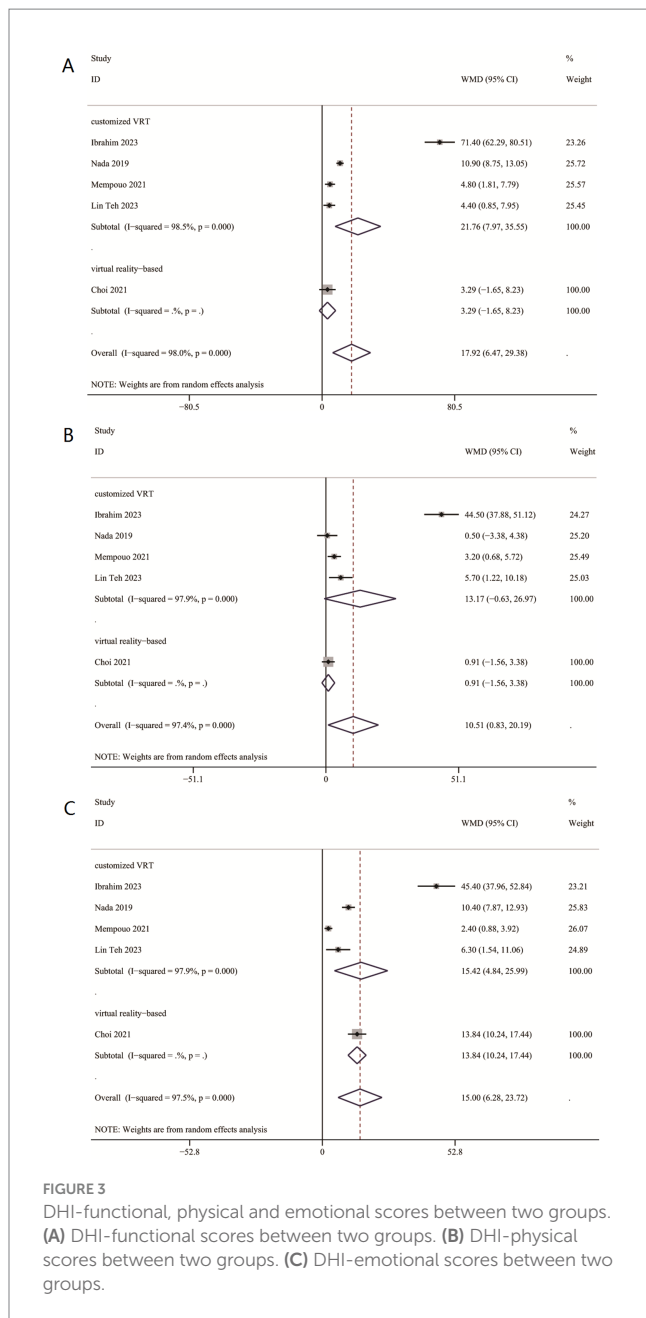 A
Study %
ID WMD (95% CI) Weight
customized VRT
Ibrahim 2023 71.40 (62.29, 80.51) 23.26
Nada 2019 10.90 (8.75, 13.05) 25.72
Mempouo 2021 4.80 (1.81, 7.79) 25.57
Lin Teh 2023 4.40 (0.85, 7.95) 25.45
Subtotal (I−squared = 98.5%, p = 0.000) 21.76 (7.97, 35.55) 100.00
.
virtual reality−based
Choi 2021 3.29 (−1.65, 8.23) 100.00
Subtotal (I−squared = .%, p = .) 3.29 (−1.65, 8.23) 100.00
.
Overall (I−squared = 98.0%, p = 0.000) 17.92 (6.47, 29.38) .
NOTE: Weights are from random effects analysis
−80.5 0 80.5
B
Study %
ID WMD (95% CI) Weight
customized VRT
Ibrahim 2023 44.50 (37.88, 51.12) 24.27
Nada 2019 0.50 (−3.38, 4.38) 25.20
Mempouo 2021 3.20 (0.68, 5.72) 25.49
Lin Teh 2023 5.70 (1.22, 10.18) 25.03
Subtotal (I−squared = 97.9%, p = 0.000) 13.17 (−0.63, 26.97) 100.00
.
virtual reality−based
Choi 2021 0.91 (−1.56, 3.38) 100.00
Subtotal (I−squared = .%, p = .) 0.91 (−1.56, 3.38) 100.00
.
Overall (I−squared = 97.4%, p = 0.000) 10.51 (0.83, 20.19) .
NOTE: Weights are from random effects analysis
−51.1 0 51.1
C
Study %
ID WMD (95% CI) Weight
customized VRT
Ibrahim 2023 45.40 (37.96, 52.84) 23.21
Nada 2019 10.40 (7.87, 12.93) 25.83
Mempouo 2021 2.40 (0.88, 3.92) 26.07
Lin Teh 2023 6.30 (1.54, 11.06) 24.89
Subtotal (I−squared = 97.9%, p = 0.000) 15.42 (4.84, 25.99) 100.00
.
virtual reality−based
Choi 2021 13.84 (10.24, 17.44) 100.00
Subtotal (I−squared = .%, p = .) 13.84 (10.24, 17.44) 100.00
.
Overall (I−squared = 97.5%, p = 0.000) 15.00 (6.28, 23.72) .
NOTE: Weights are from random effects analysis
−52.8 0 52.8
FIGURE 3
DHI-functional, physical and emotional scores between two groups.
(A) DHI-functional scores between two groups. (B) DHI-physical
scores between two groups. (C) DHI-emotional scores between two
groups.